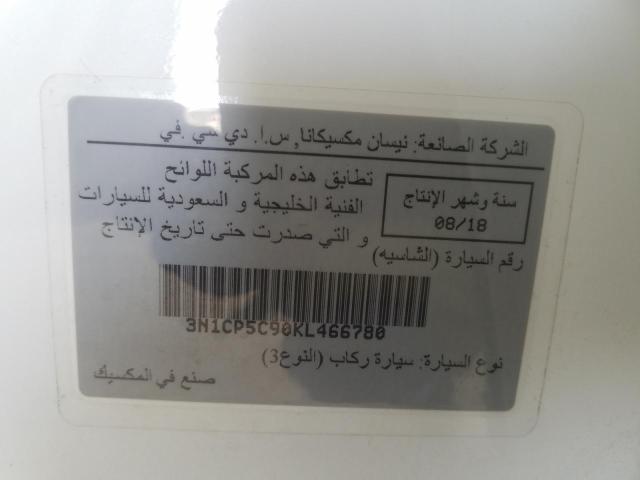 الشركة الصانعة: نيسان مكسيكانا, س.ا. دي سي .في
سنة وشهر الإنتاج
08/18
تطابق هذه المركبة اللوائح
الفنية الخليجية و السعودية للسيارات
و التي صدرت حتى تاريخ الإنتاج
رقم السيارة (الشاسيه)
3N1CP5C90KL466780
نوع السيارة: سيارة ركاب (النوع3)
صنع في المكسيك